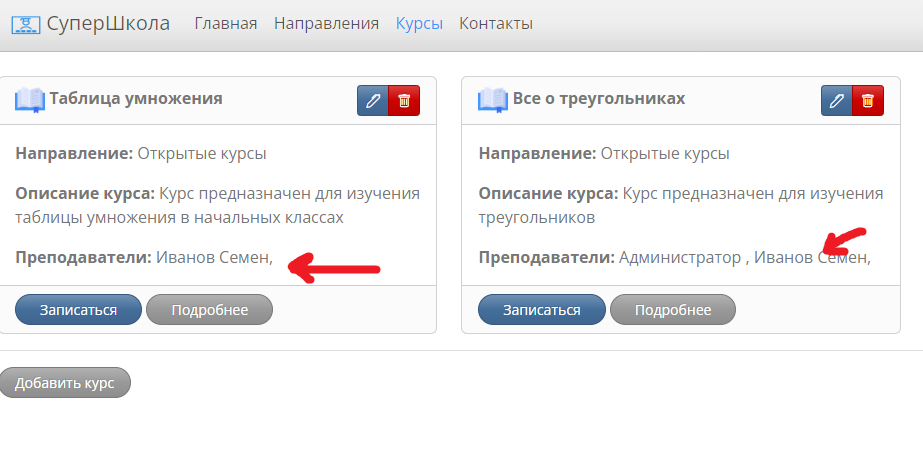 СуперШкола Главная Направления Курсы Контакты
Таблица умножения
Направление: Открытые курсы
Описание курса: Курс предназначен для изучения
таблицы умножения в начальных классах
Преподаватели: Иванов Семен,
Записаться Подробнее
Все о треугольниках
Направление: Открытые курсы
Описание курса: Курс предназначен для изучения
треугольников
Преподаватели: Администратор , Иванов Семен,
Записаться Подробнее
Добавить курс